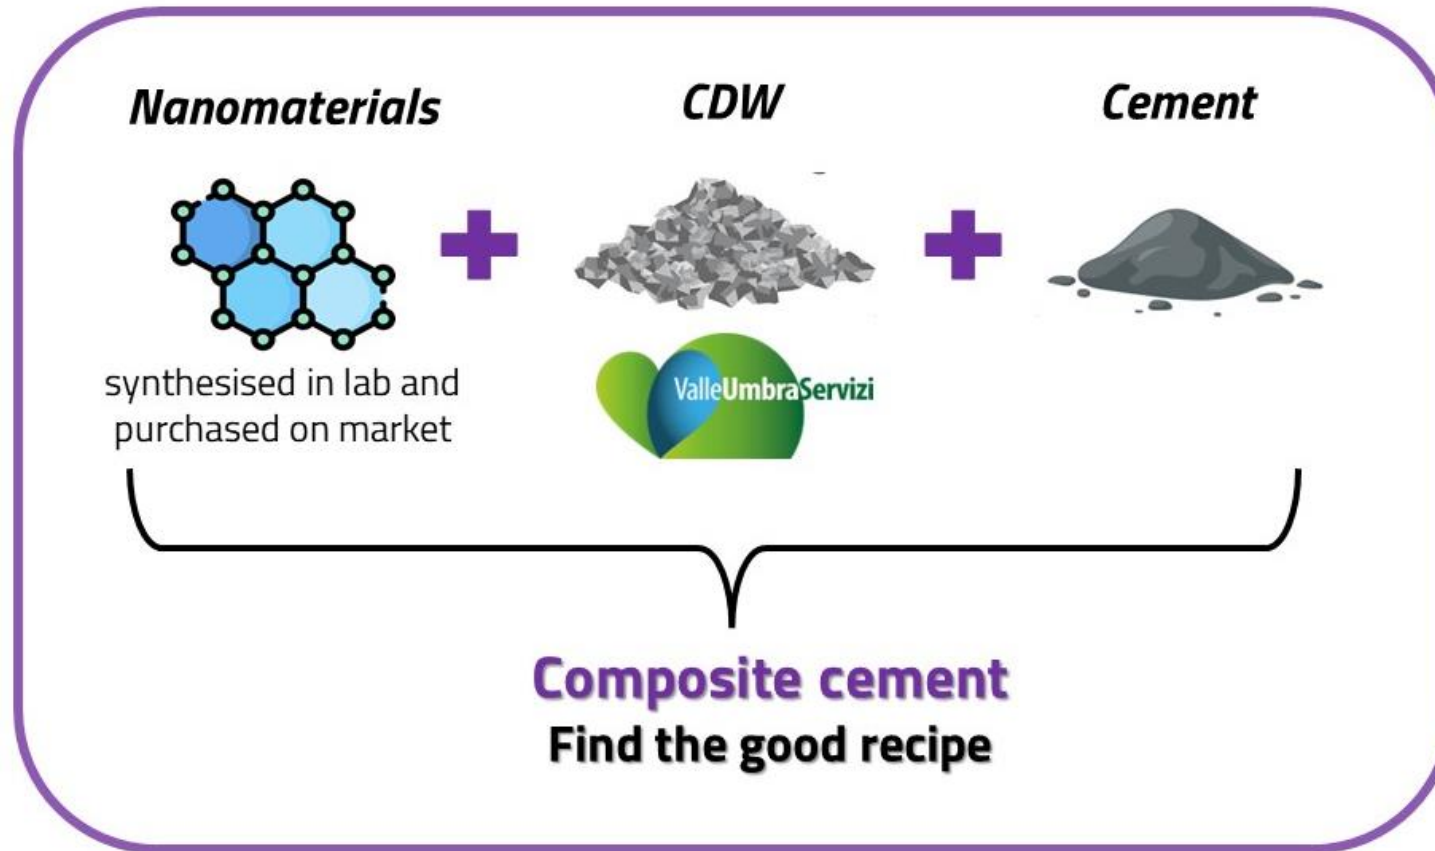 Nanomaterials
CDW
Cement
synthesised in lab and
purchased on market
ValleUmbraServizi
Composite cement
Find the good recipe